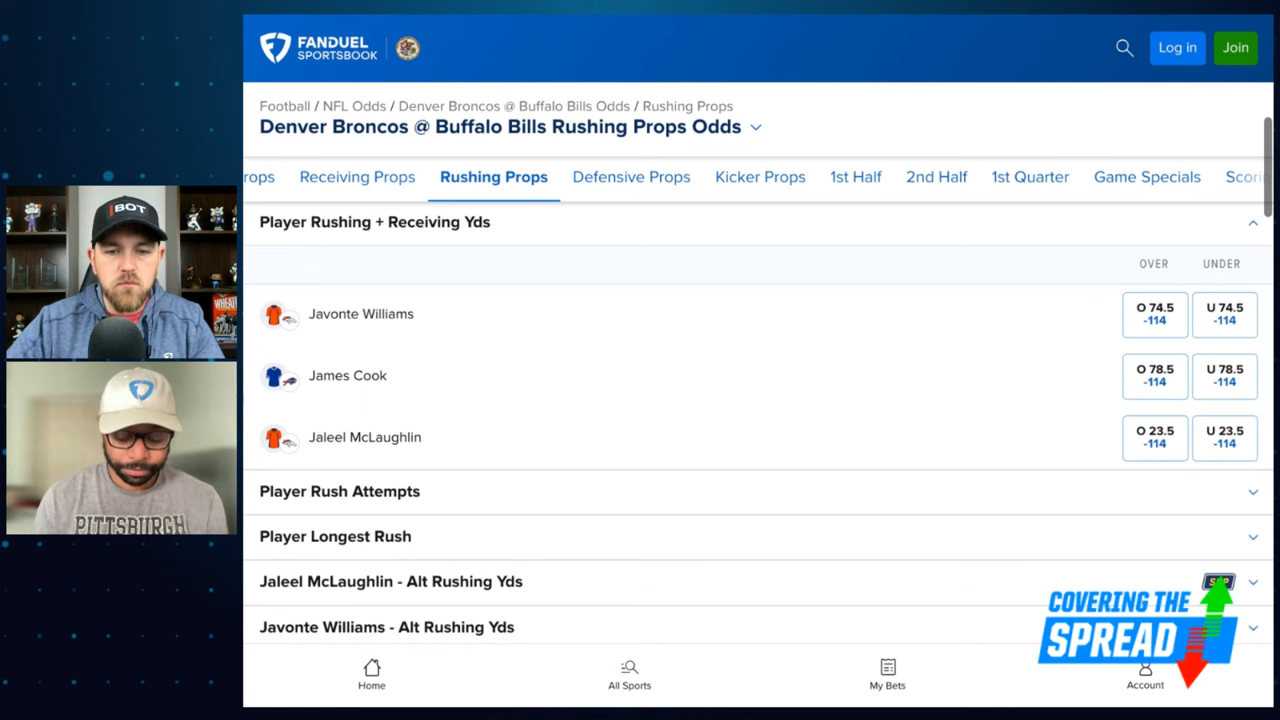 FANDUEL
SPORTSBOOK
Log in
Join
Football / NFL Odds / Denver Broncos @ Buffalo Bills Odds / Rushing Props
Denver Broncos @ Buffalo Bills Rushing Props Odds
rops Receiving Props Rushing Props Defensive Props Kicker Props 1st Half 2nd Half 1st Quarter Game Specials Scori
Player Rushing + Receiving Yds
OVER UNDER
Javonte Williams
O 74.5 U 74.5
-114 -114
James Cook
O 78.5 U 78.5
-114 -114
Jaleel McLaughlin
O 23.5 U 23.5
-114 -114
Player Rush Attempts
Player Longest Rush
Jaleel McLaughlin - Alt Rushing Yds
Javonte Williams - Alt Rushing Yds
COVERING THE
SPREAD
Home
All Sports
My Bets
Account
BOT
PITTSBURGH